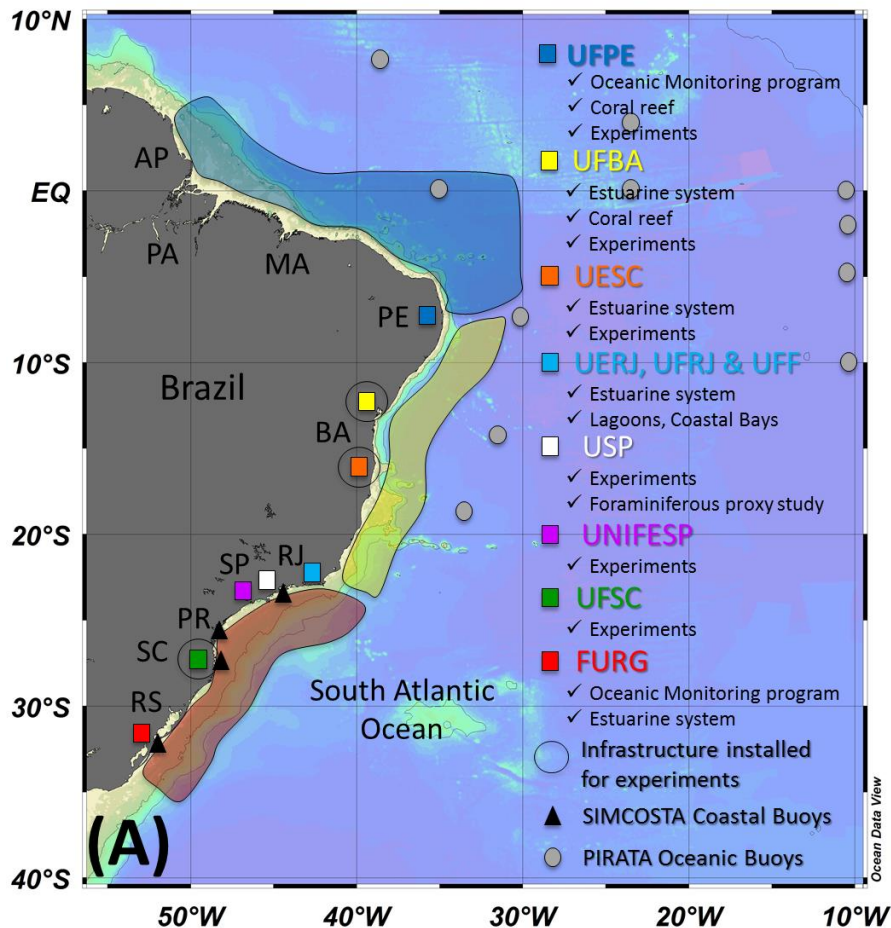 10°N
EQ
10°S
20°S
30°S
40°S
50°W
40°W
30°W
20°W
10°W
AP
PA
MA
PE
Brazil
BA
RJ
SP
PR
SC
RS
South Atlantic
Ocean
(A)
UFPE
✓ Oceanic Monitoring program
✓ Coral reef
✓ Experiments
UFBA
✓ Estuarine system
✓ Coral reef
✓ Experiments
UESC
✓ Estuarine system
✓ Experiments
UERJ, UFRJ & UFF
✓ Estuarine system
✓ Lagoons, Coastal Bays
USP
✓ Experiments
✓ Foraminiferous proxy study
UNIFESP
✓ Experiments
UFSC
✓ Experiments
FURG
✓ Oceanic Monitoring program
✓ Estuarine system
Infrastructure installed
for experiments
SIMCOSTA Coastal Buoys
PIRATA Oceanic Buoys
Ocean Data View